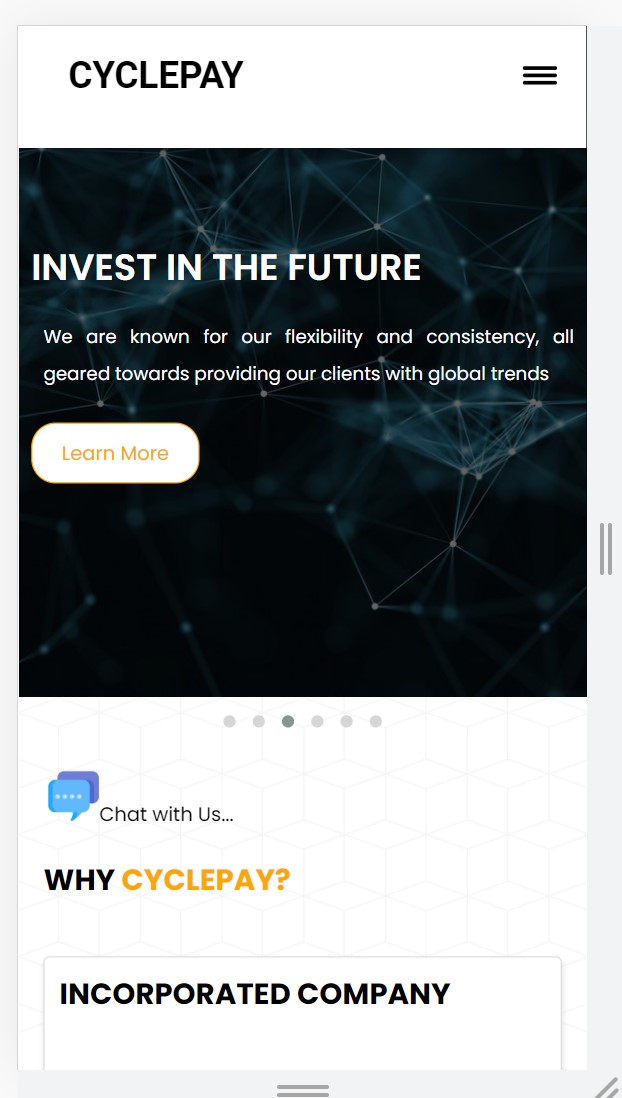 CYCLEPAY
INVEST IN THE FUTURE
We are known for our flexibility and consistency, all
geared towards providing our clients with global trends
Learn More
Chat with Us...
WHY CYCLEPAY?
INCORPORATED COMPANY